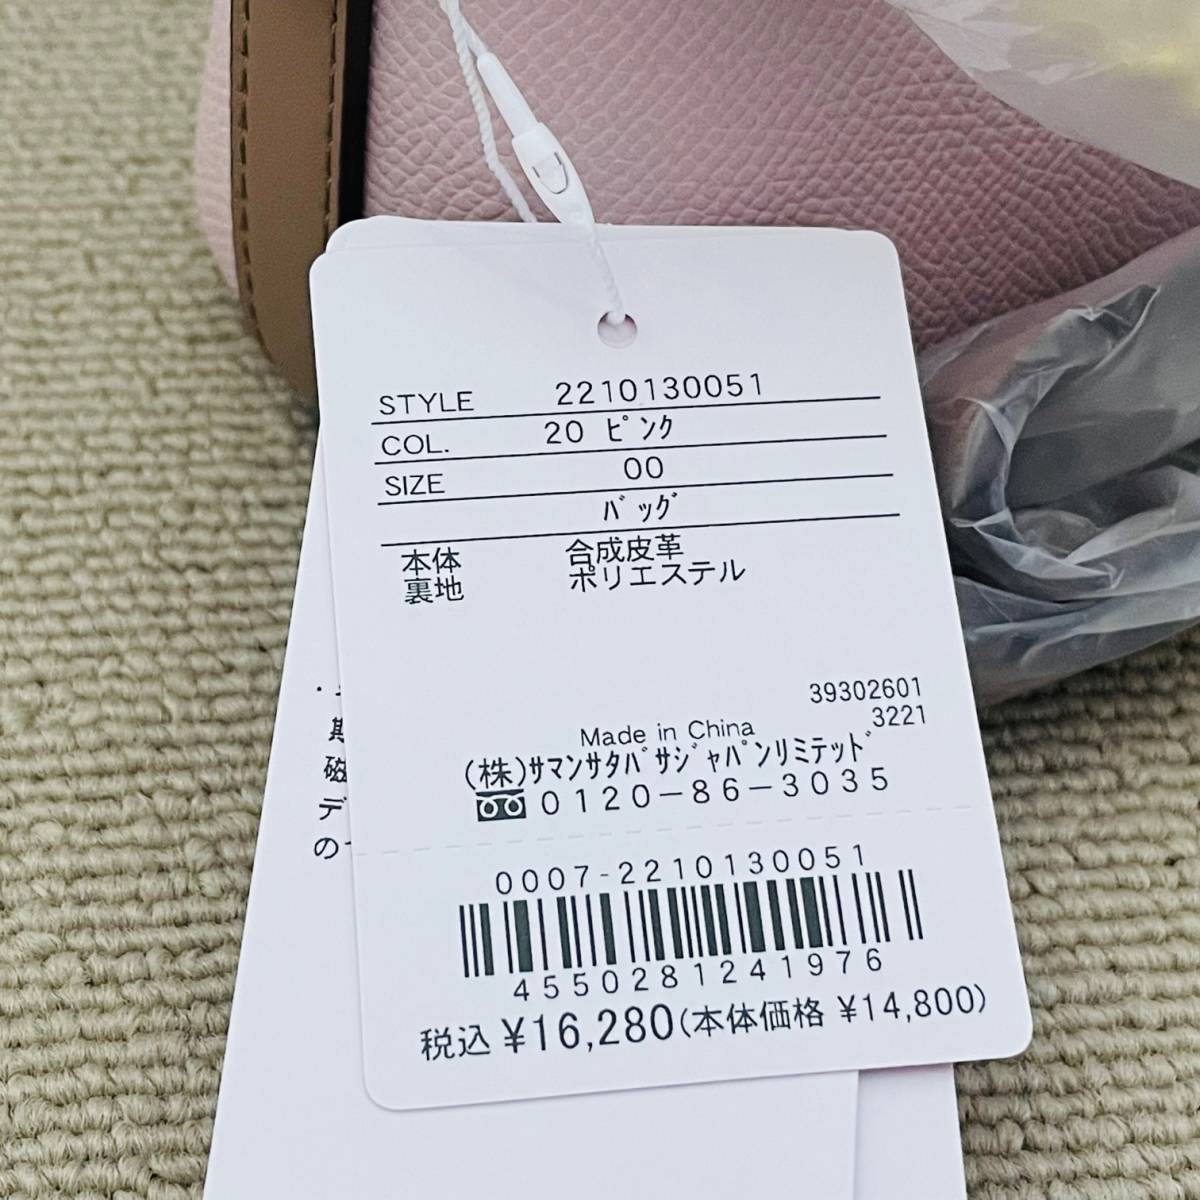 STYLE 2210130051
COL. 20 ﾋﾟﾝｸ
SIZE 00
ﾊﾞｯｸﾞ
本体 合成皮革
裏地 ポリエステル
39302601
3221
Made in China
(株)ｻﾏﾝｻﾀﾊﾞｻｼﾞｬﾊﾟﾝﾘﾐﾃｯﾄﾞ
0120-86-3035
0007-2210130051
4550281241976
税込 ¥16,280(本体価格 ¥14,800)
磁
デ
の